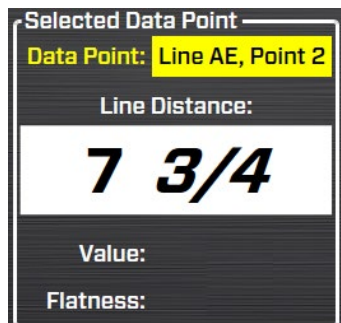 Selected Data Point
Data Point: Line AE, Point 2
Line Distance:
7 3/4
Value:
Flatness: